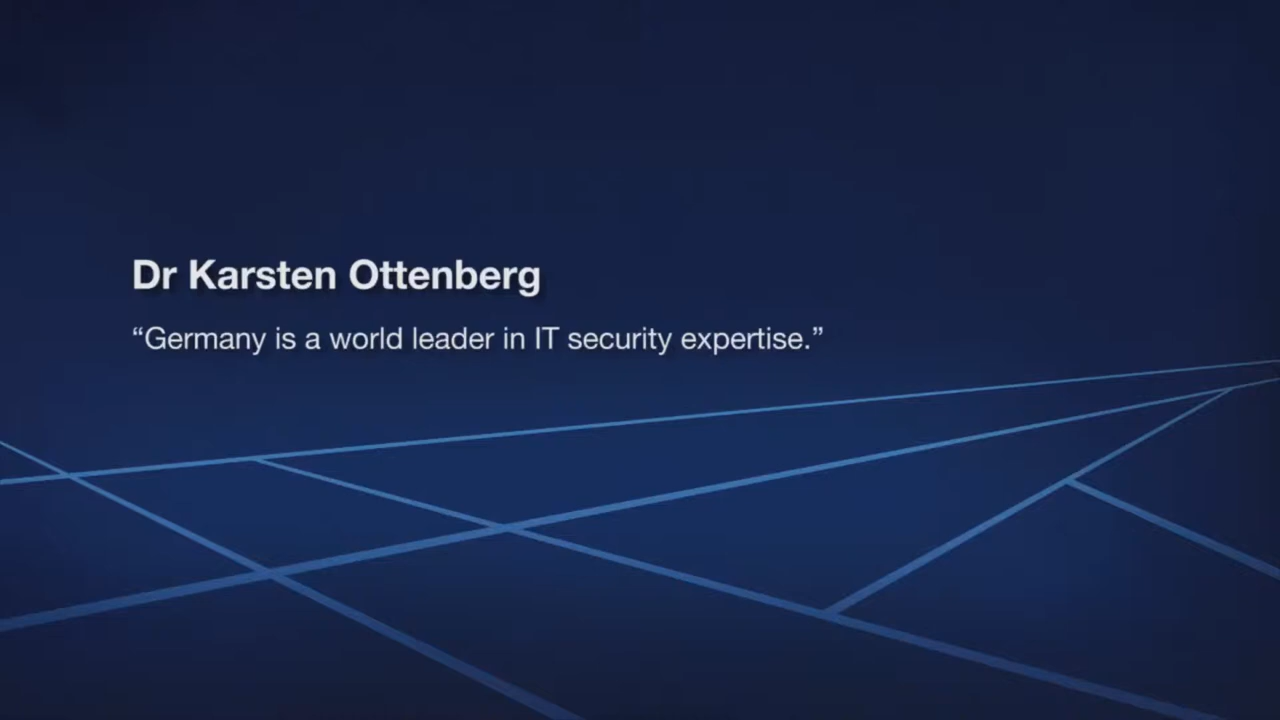 Dr Karsten Ottenberg
“Germany is a world leader in IT security expertise.”